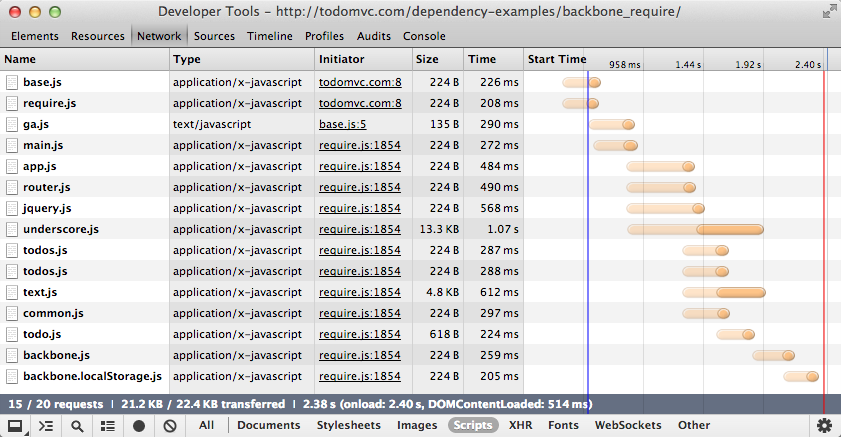 Developer Tools - http://todomvc.com/dependency-examples/backbone_require/
Elements Resources Network Sources Timeline Profiles Audits Console
Name Type Initiator Size Time Start Time 958 ms 1.44 s 1.92 s 2.40 s
base.js application/x-javascript todomvc.com:8 224 B 226 ms
require.js application/x-javascript todomvc.com:8 224 B 208 ms
ga.js text/javascript base.js:5 135 B 290 ms
main.js application/x-javascript require.js:1854 224 B 272 ms
app.js application/x-javascript require.js:1854 224 B 484 ms
router.js application/x-javascript require.js:1854 224 B 490 ms
jquery.js application/x-javascript require.js:1854 224 B 568 ms
underscore.js application/x-javascript require.js:1854 13.3 KB 1.07 s
todos.js application/x-javascript require.js:1854 224 B 287 ms
todos.js application/x-javascript require.js:1854 224 B 288 ms
text.js application/x-javascript require.js:1854 4.8 KB 612 ms
common.js application/x-javascript require.js:1854 224 B 297 ms
todo.js application/x-javascript require.js:1854 618 B 224 ms
backbone.js application/x-javascript require.js:1854 224 B 259 ms
backbone.localStorage.js application/x-javascript require.js:1854 224 B 205 ms
15 / 20 requests | 21.2 KB / 22.4 KB transferred | 2.38 s (onload: 2.40 s, DOMContentLoaded: 514 ms)
All Documents Stylesheets Images Scripts XHR Fonts WebSockets Other